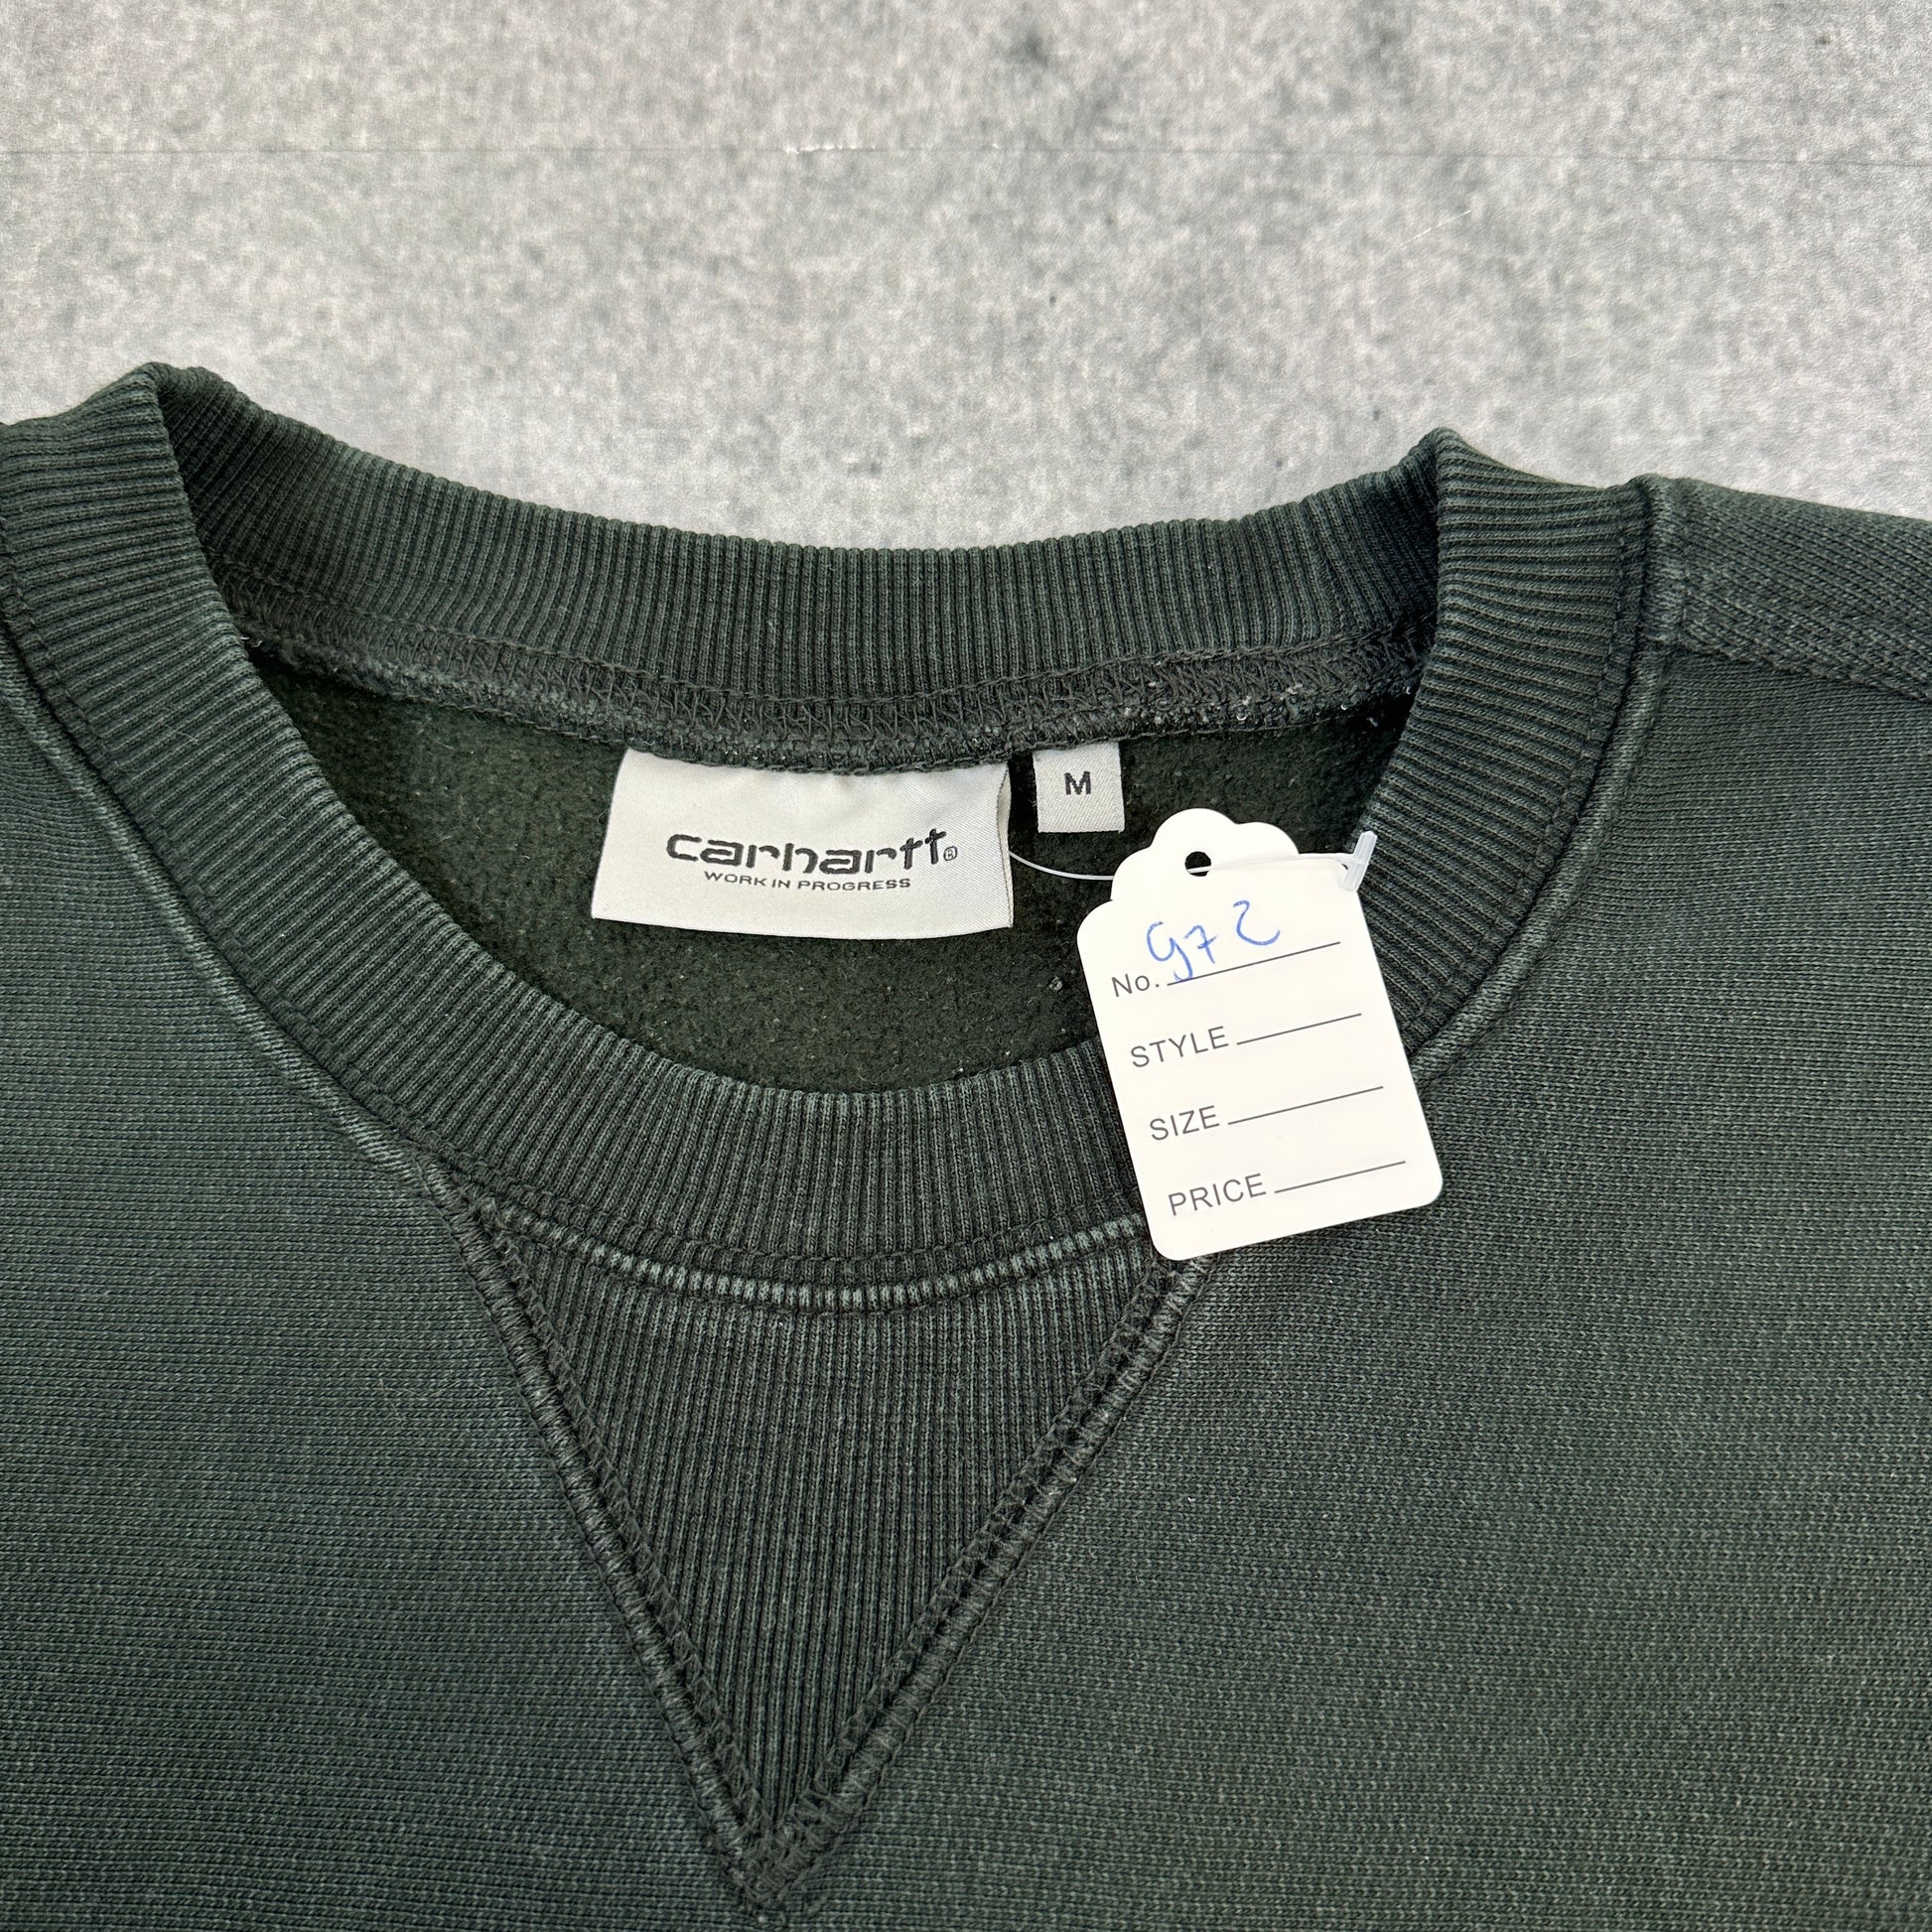 carhartt®
WORK IN PROGRESS
M
No. 972
STYLE
SIZE
PRICE